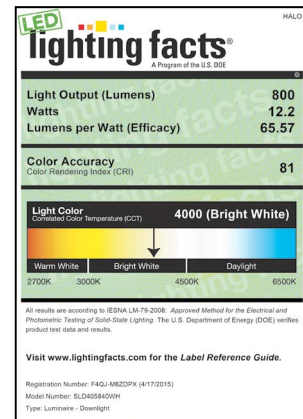 HALO
LED
lighting facts®
A Program of the U.S. DOE
Light Output (Lumens) 800
Watts 12.2
Lumens per Watt (Efficacy) 65.57
Color Accuracy
Color Rendering Index (CRI) 81
Light Color
Correlated Color Temperature (CCT) 4000 (Bright White)
Warm White Bright White Daylight
2700K 3000K 4500K 6500K
All results are according to IESNA LM-79-2008: Approved Method for the Electrical and
Photometric Testing of Solid-State Lighting. The U.S. Department of Energy (DOE) verifies
product test data and results.
Visit www.lightingfacts.com for the Label Reference Guide.
Registration Number: F4QJ-M6ZDPX (4/17/2015)
Model Number: SLD405840WH
Type: Luminaire - Downlight